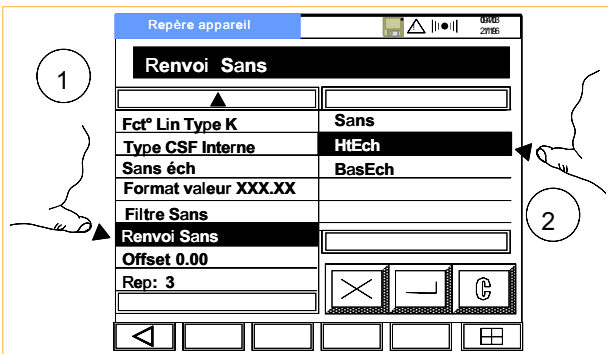 Repère appareil
Renvoi Sans
1
Fct° Lin Type K
Type CSF Interne
Sans éch
Format valeur XXX.XX
Filtre Sans
Renvoi Sans
Offset 0.00
Rep: 3
Sans
HtEch
BasEch
2
C